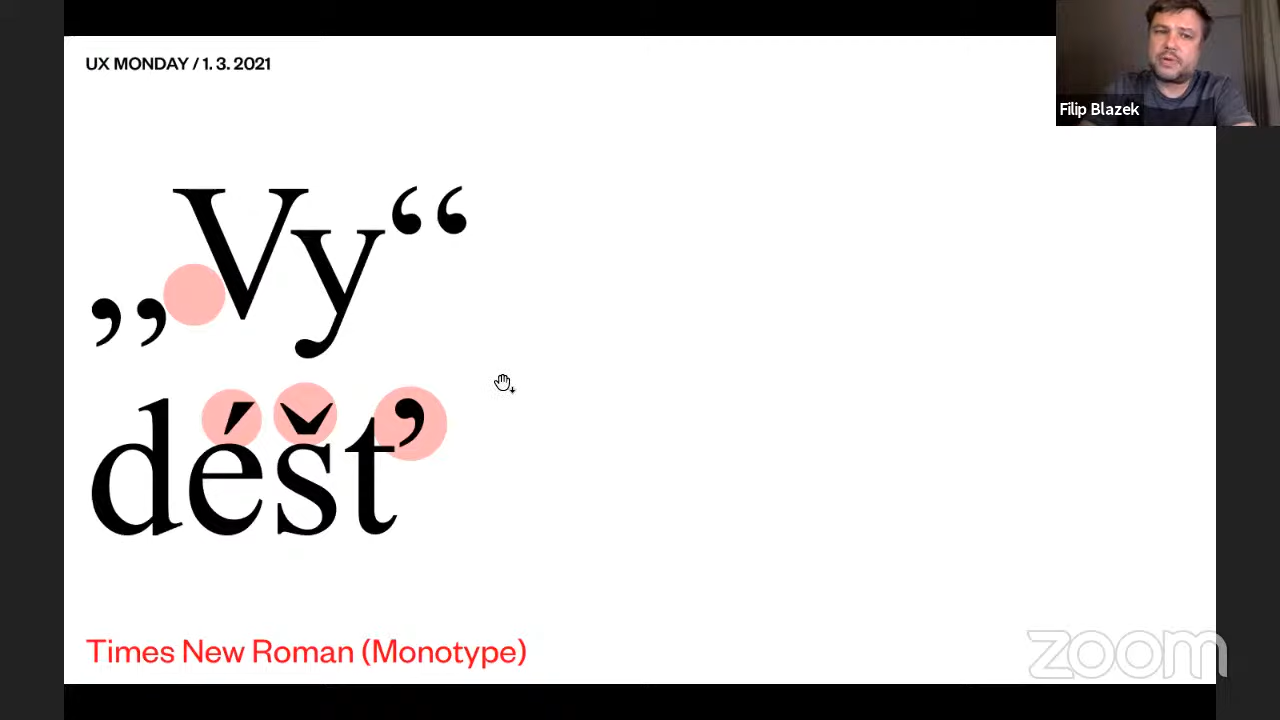 UX MONDAY / 1. 3. 2021
Filip Blazek
„Vy“
déšť
Times New Roman (Monotype)
zoom